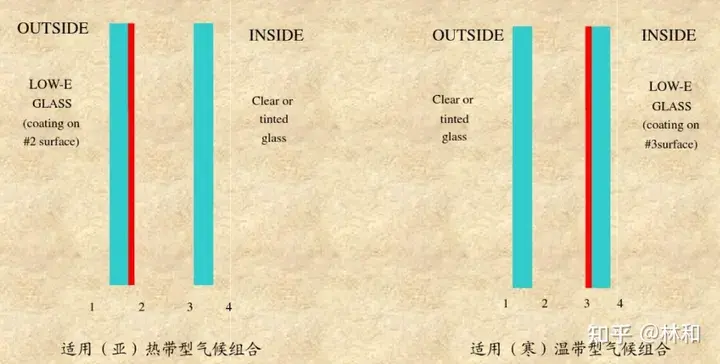 OUTSIDE
INSIDE
LOW-E
GLASS
(coating on
#2 surface)
Clear or
tinted
glass
1 2 3 4
适用（亚）热带型气候组合
OUTSIDE
INSIDE
Clear or
tinted
glass
LOW-E
GLASS
(coating on
#3surface)
1 2 3 4
适用（寒）温带型气候组合
知乎 @林和